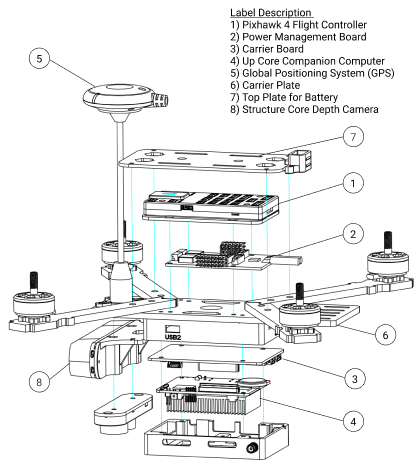 Label Description
1) Pixhawk 4 Flight Controller
2) Power Management Board
3) Carrier Board
4) Up Core Companion Computer
5) Global Positioning System (GPS)
6) Carrier Plate
7) Top Plate for Battery
8) Structure Core Depth Camera
5
7
1
2
USB2
6
8
3
4